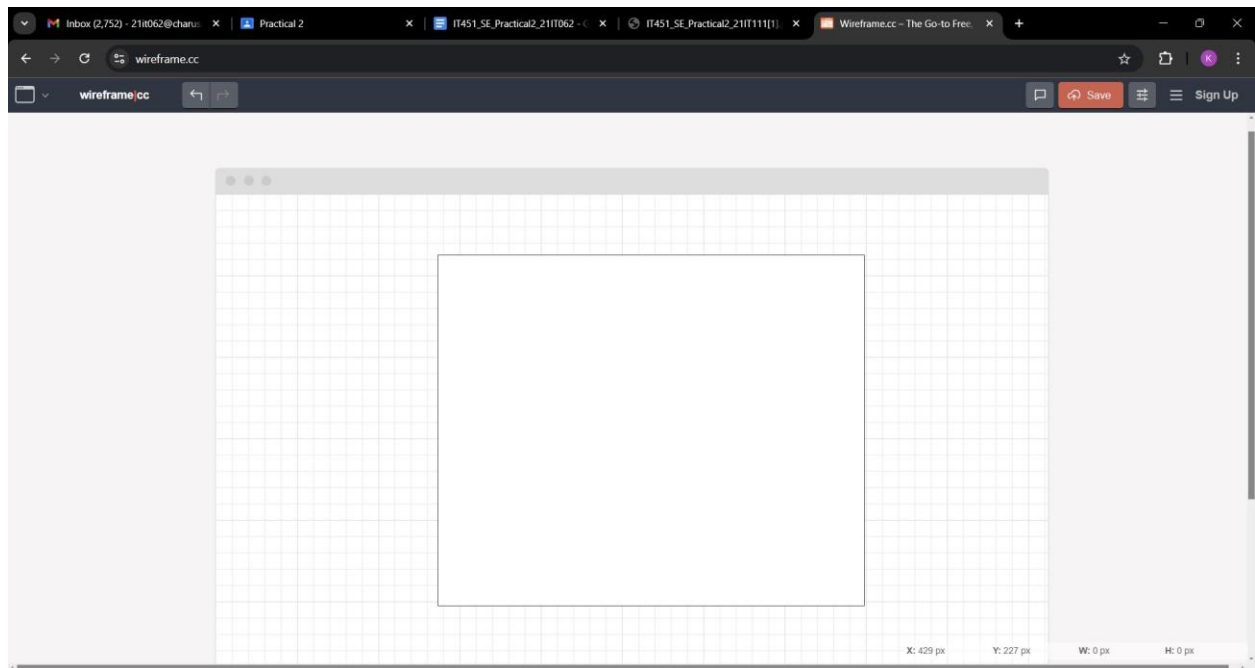 Inbox (2,752) - 21it062@charus
Practical 2
IT451_SE_Practical2_21IT062 - G
IT451_SE_Practical2_21IT111[1].
Wireframe.cc – The Go-to Free,
wireframe.cc
K
wireframe|cc
Save
Sign Up
X: 429 px Y: 227 px W: 0 px H: 0 px